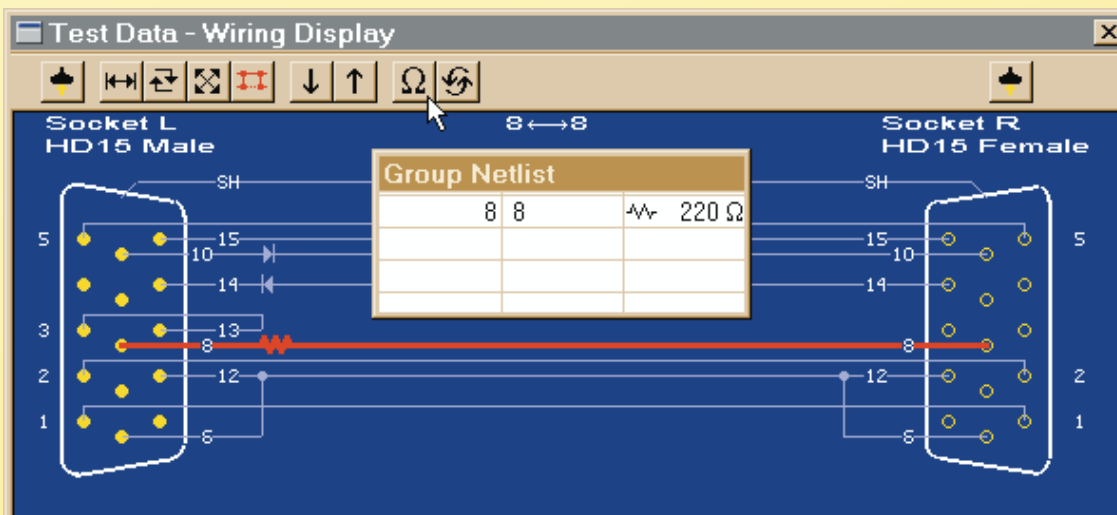 Test Data - Wiring Display
Ω
Socket L
HD15 Male
8⟷8
Socket R
HD15 Female
Group Netlist
8 8 220 Ω
SH SH
5 15 15 5
10 10
14 14
3 13
8 8
2 12 12 2
1 1
6 6